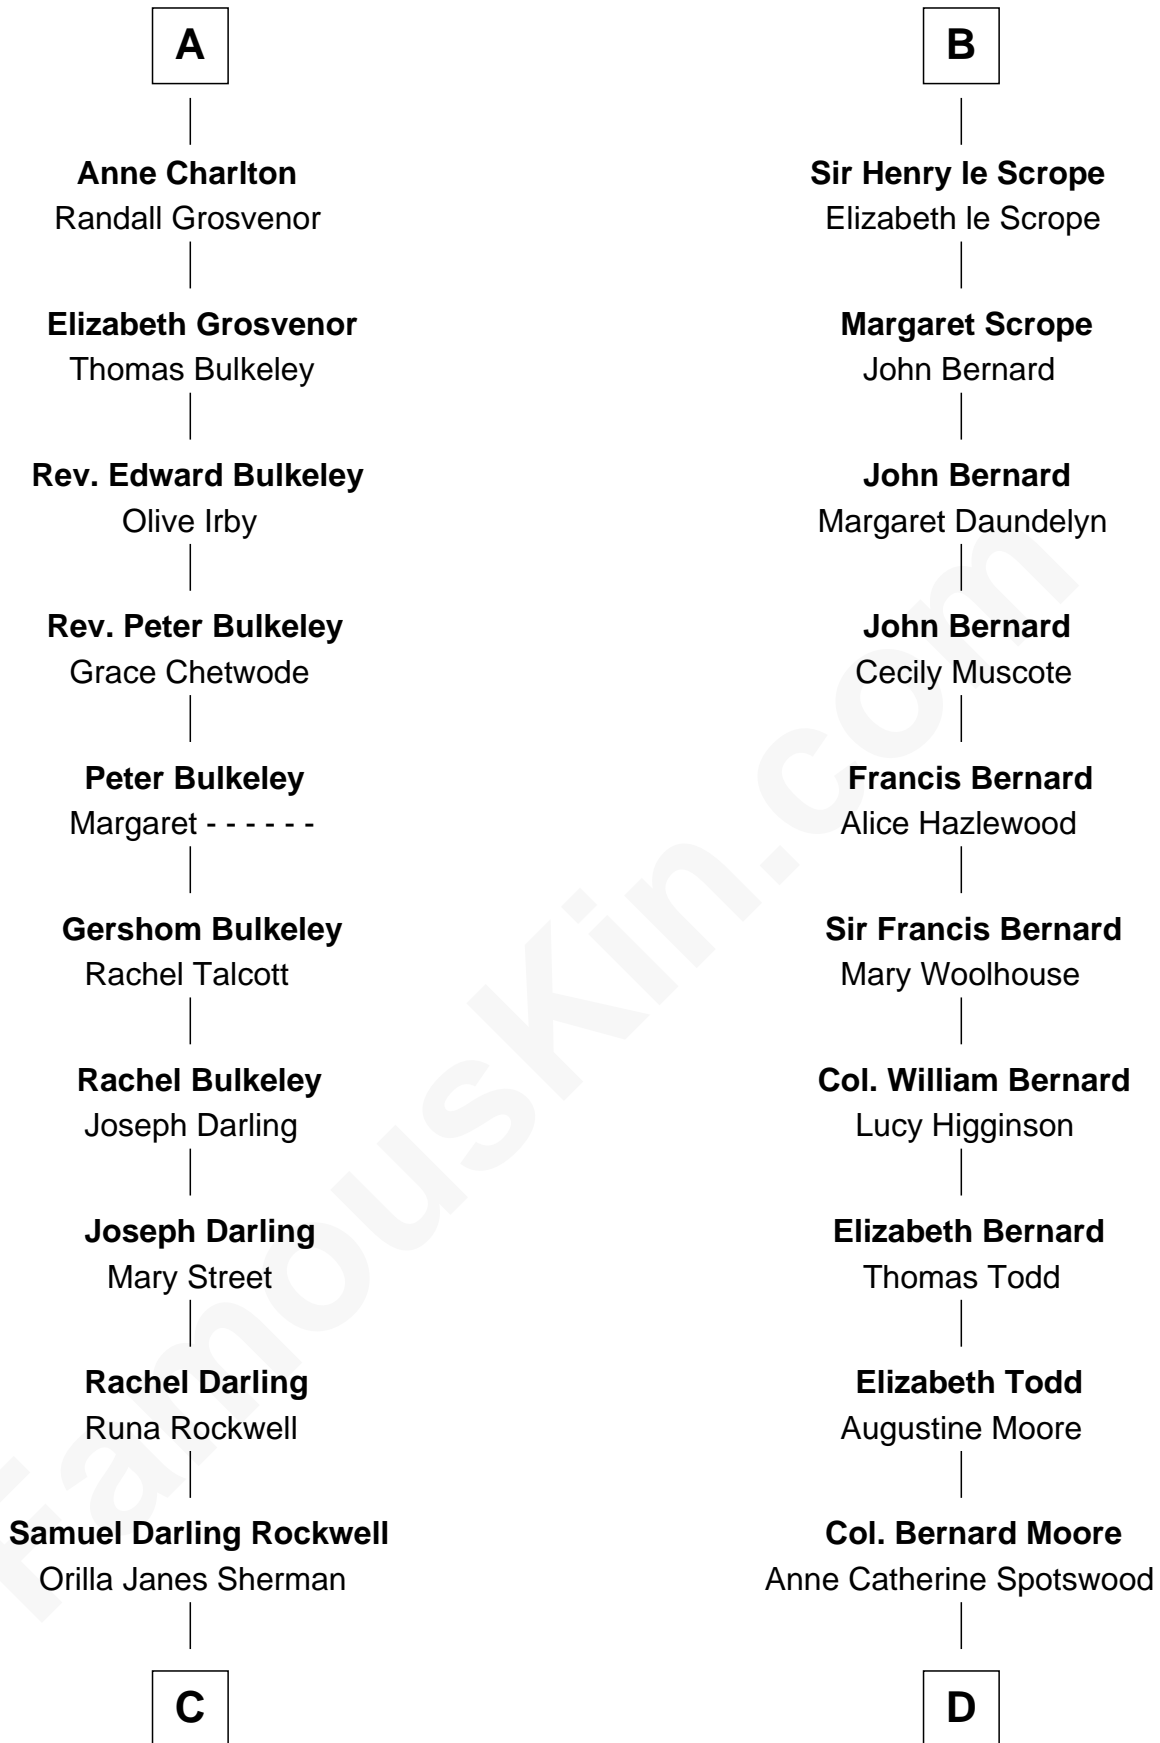 A
Anne Charlton
Randall Grosvenor
Elizabeth Grosvenor
Thomas Bulkeley
Rev. Edward Bulkeley
Olive Irby
Rev. Peter Bulkeley
Grace Chetwode
Peter Bulkeley
Margaret - - - - - -
Gershom Bulkeley
Rachel Talcott
Rachel Bulkeley
Joseph Darling
Joseph Darling
Mary Street
Rachel Darling
Runa Rockwell
Samuel Darling Rockwell
Orilla Janes Sherman
C
B
Sir Henry le Scrope
Elizabeth le Scrope
Margaret Scrope
John Bernard
John Bernard
Margaret Daundelyn
John Bernard
Cecily Muscote
Francis Bernard
Alice Hazlewood
Sir Francis Bernard
Mary Woolhouse
Col. William Bernard
Lucy Higginson
Elizabeth Bernard
Thomas Todd
Elizabeth Todd
Augustine Moore
Col. Bernard Moore
Anne Catherine Spotswood
D
FamousKin.com